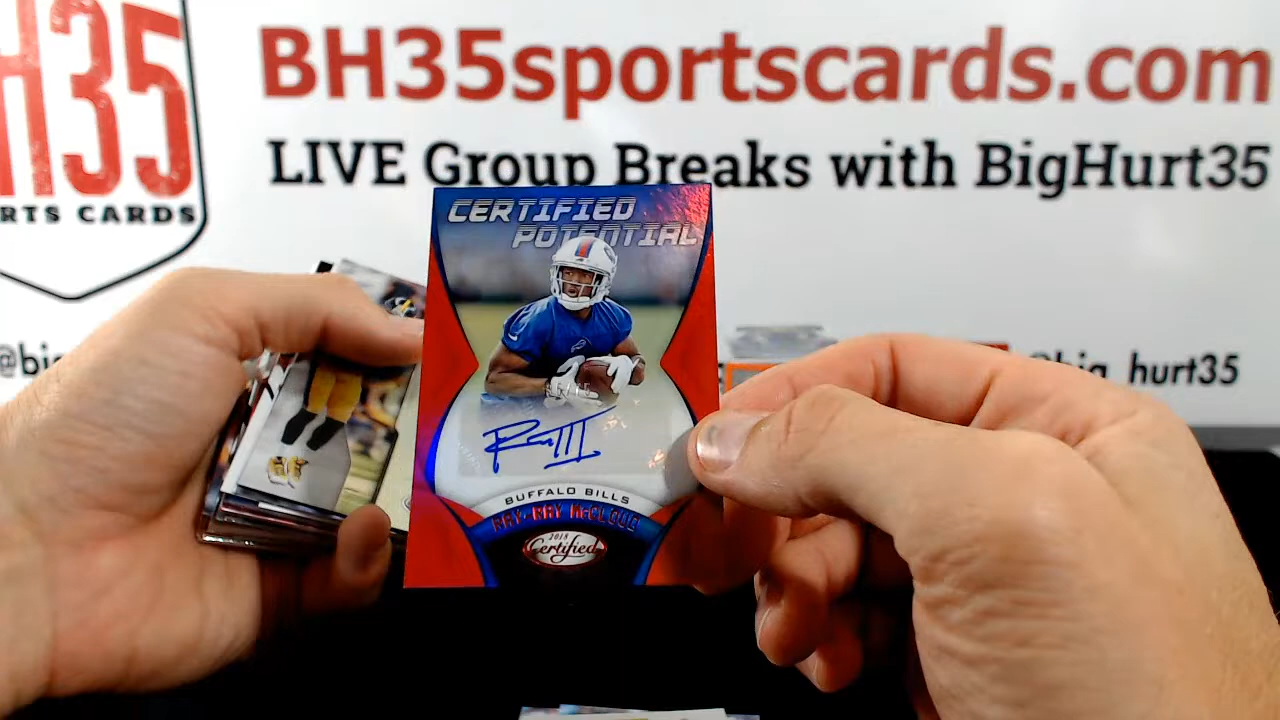 H35
RTS CARDS
BH35sportscards.com
LIVE Group Breaks with BigHurt35
@big_hurt35
CERTIFIED
POTENTIAL
BUFFALO BILLS
RAY-RAY McCLOUD
2018
Certified